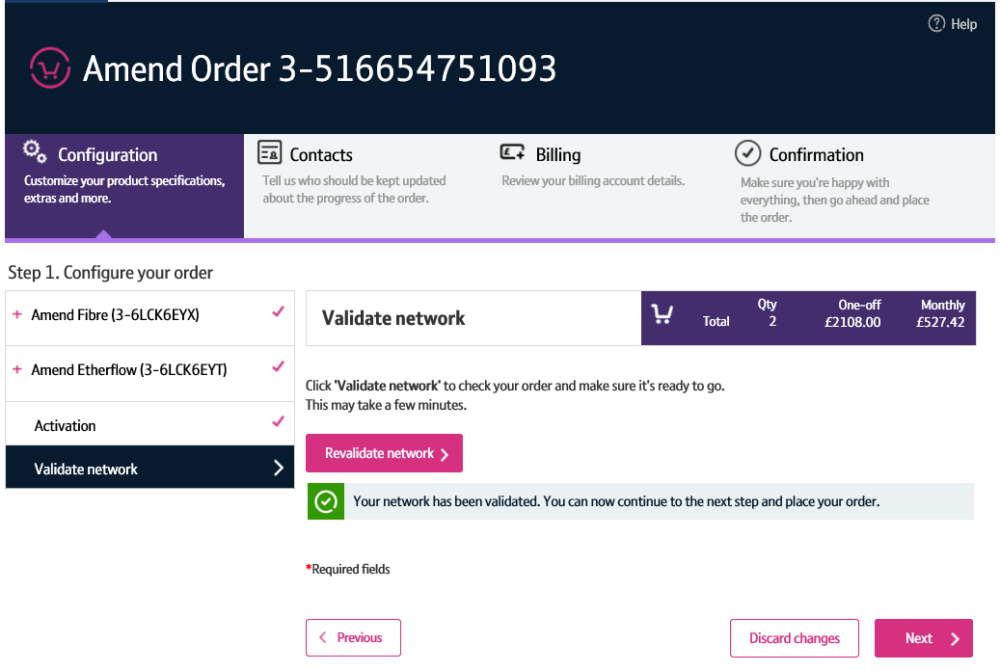 Help
Amend Order 3-516654751093
Configuration
Customize your product specifications,
extras and more.
Contacts
Tell us who should be kept updated
about the progress of the order.
Billing
Review your billing account details.
Confirmation
Make sure you're happy with
everything, then go ahead and place
the order.
Step 1. Configure your order
+ Amend Fibre (3-6LCK6EYX)
+ Amend Etherflow (3-6LCK6EYT)
Activation
Validate network
Validate network
Qty One-off Monthly
Total 2 £2108.00 £527.42
Click 'Validate network' to check your order and make sure it's ready to go.
This may take a few minutes.
Revalidate network
Your network has been validated. You can now continue to the next step and place your order.
*Required fields
Previous
Discard changes
Next